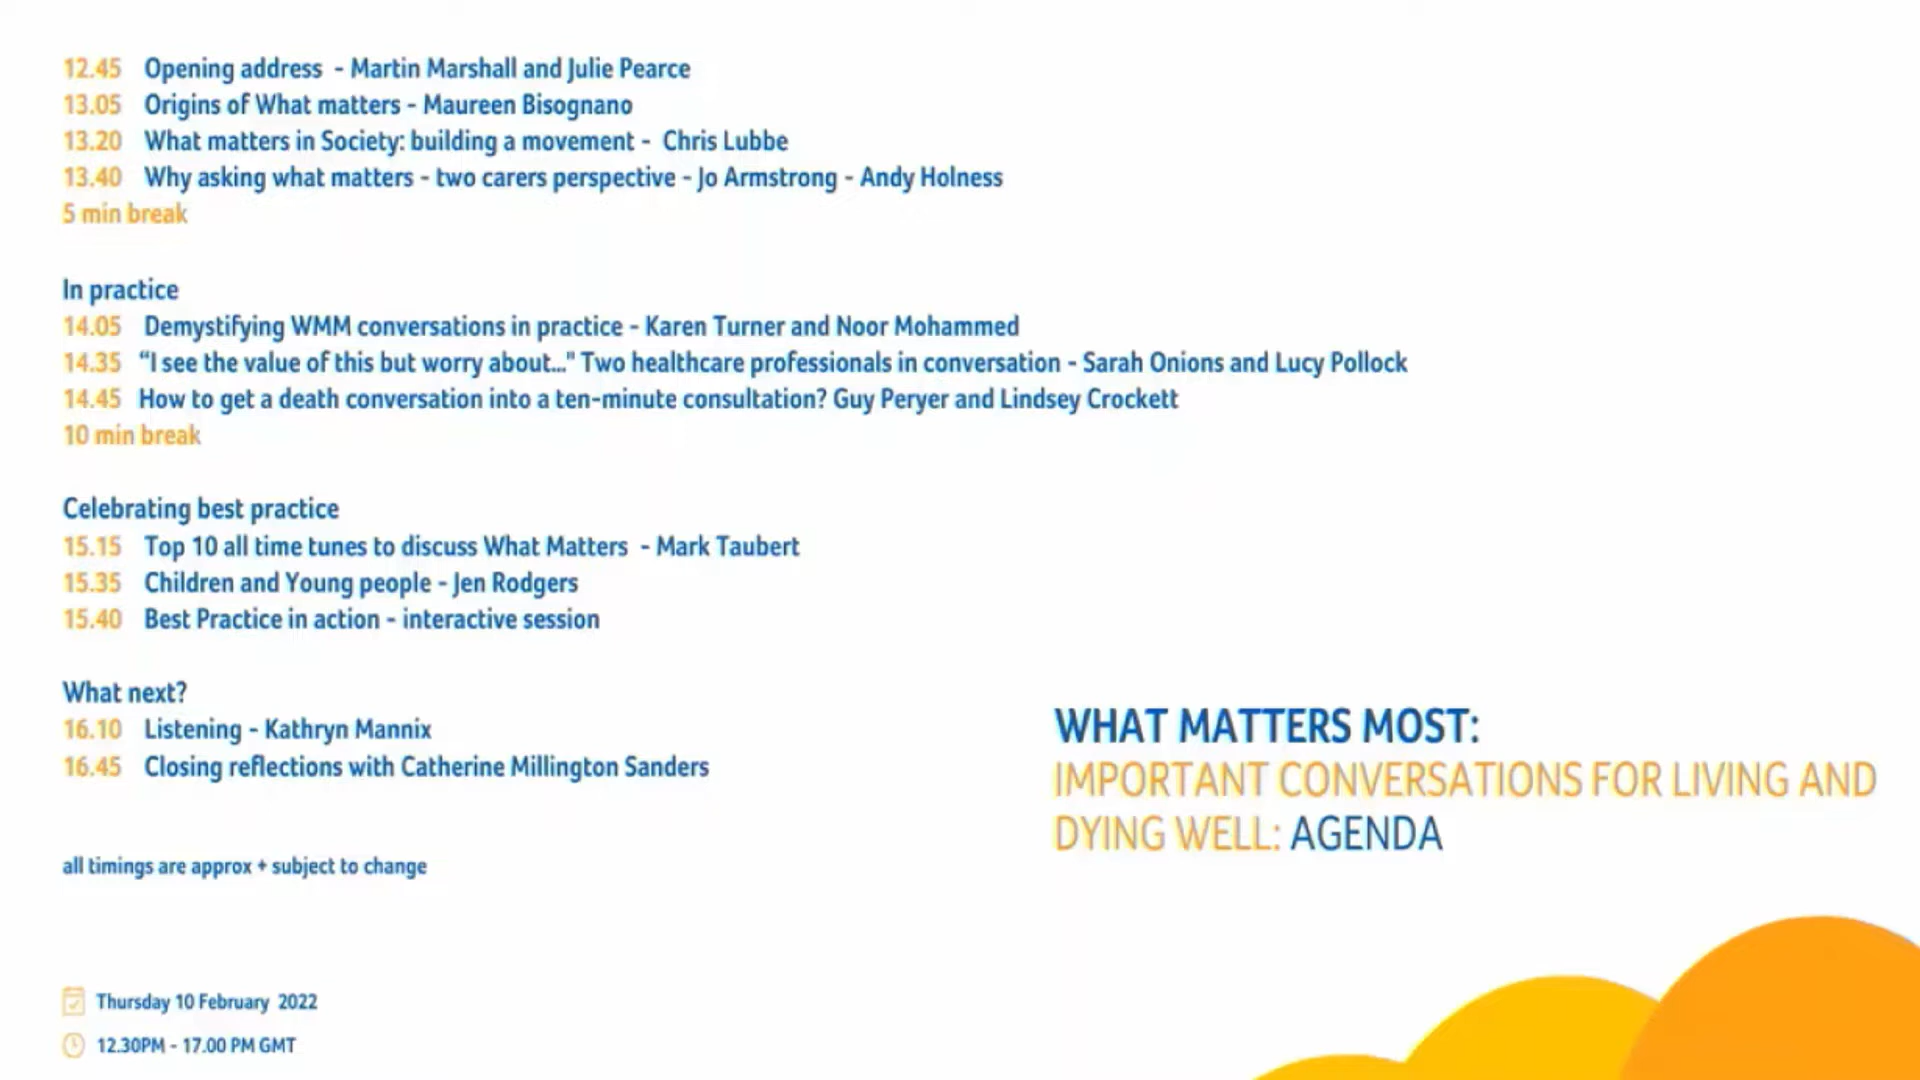 12.45 Opening address - Martin Marshall and Julie Pearce
13.05 Origins of What matters - Maureen Bisognano
13.20 What matters in Society: building a movement - Chris Lubbe
13.40 Why asking what matters - two carers perspective - Jo Armstrong - Andy Holness
5 min break
In practice
14.05 Demystifying WMM conversations in practice - Karen Turner and Noor Mohammed
14.35 “I see the value of this but worry about..." Two healthcare professionals in conversation - Sarah Onions and Lucy Pollock
14.45 How to get a death conversation into a ten-minute consultation? Guy Peryer and Lindsey Crockett
10 min break
Celebrating best practice
15.15 Top 10 all time tunes to discuss What Matters - Mark Taubert
15.35 Children and Young people - Jen Rodgers
15.40 Best Practice in action - interactive session
What next?
16.10 Listening - Kathryn Mannix
16.45 Closing reflections with Catherine Millington Sanders
all timings are approx + subject to change
Thursday 10 February 2022
12.30PM - 17.00 PM GMT
WHAT MATTERS MOST:
IMPORTANT CONVERSATIONS FOR LIVING AND
DYING WELL: AGENDA